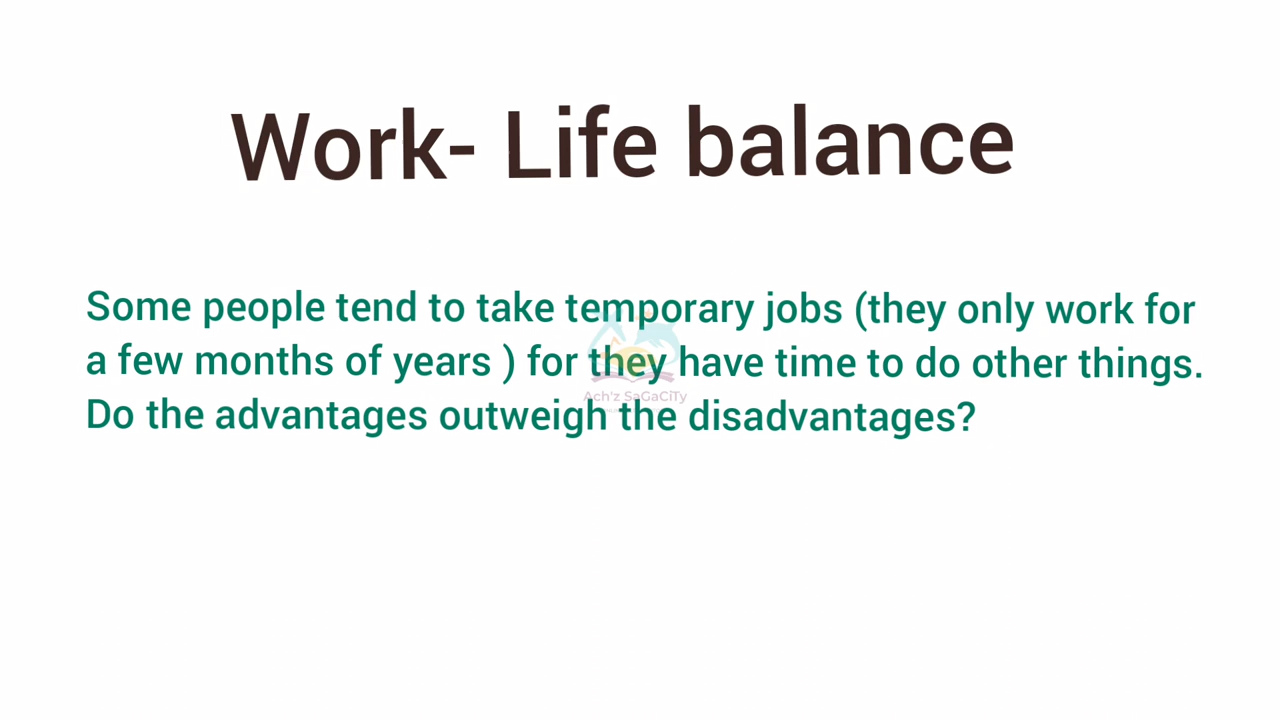 Work- Life balance
Some people tend to take temporary jobs (they only work for
a few months of years ) for they have time to do other things.
Do the advantages outweigh the disadvantages?
Ach'z SaGaCiTy